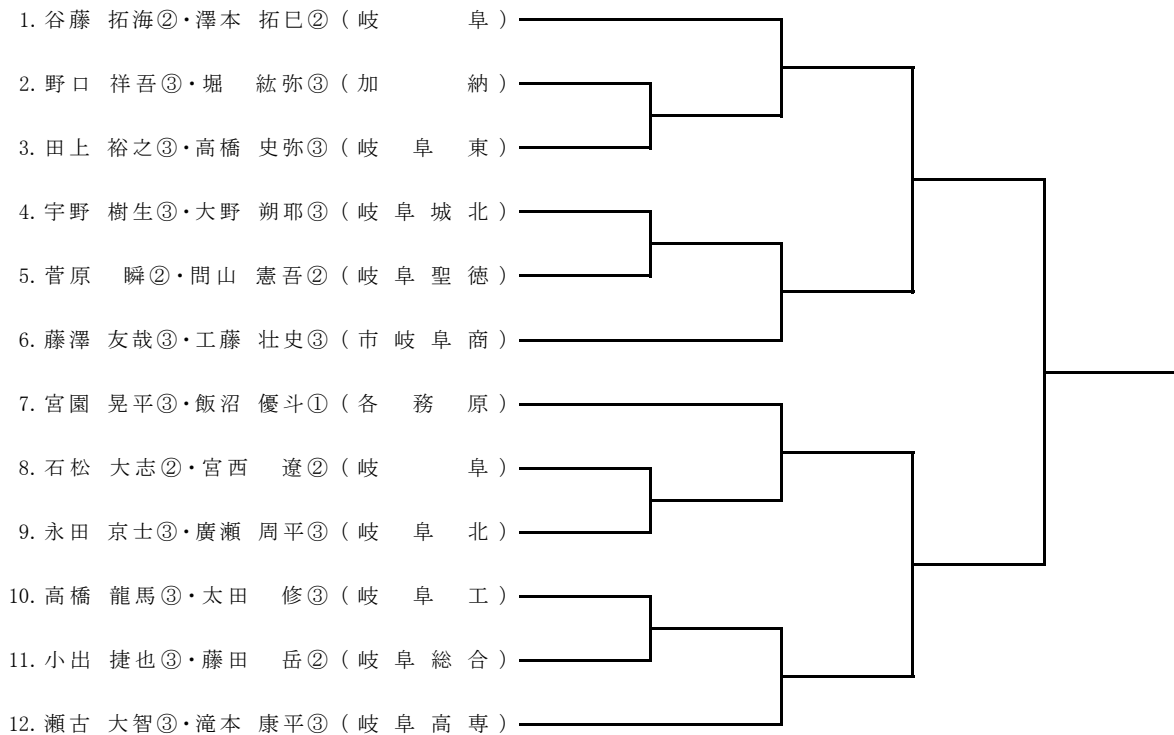 1. 谷藤 拓海②・澤本 拓巳② (岐 阜)
2. 野口 祥吾③・堀 紘弥③ (加 納)
3. 田上 裕之③・高橋 史弥③ (岐 阜 東)
4. 宇野 樹生③・大野 朔耶③ (岐 阜 城 北)
5. 菅原 瞬②・問山 憲吾② (岐 阜 聖 徳)
6. 藤澤 友哉③・工藤 壮史③ (市 岐 阜 商)
7. 宮園 晃平③・飯沼 優斗① (各 務 原)
8. 石松 大志②・宮西 遼② (岐 阜)
9. 永田 京士③・廣瀬 周平③ (岐 阜 北)
10. 高橋 龍馬③・太田 修③ (岐 阜 工)
11. 小出 捷也③・藤田 岳② (岐 阜 総 合)
12. 瀬古 大智③・滝本 康平③ (岐 阜 高 専)